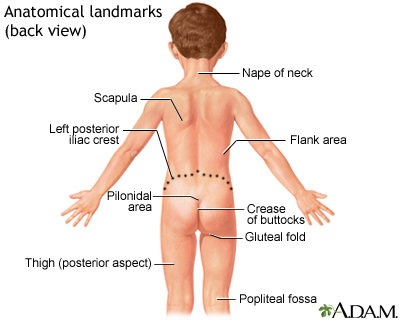 Anatomical landmarks
(back view)
Nape of neck
Scapula
Left posterior
iliac crest
Flank area
Pilonidal
area
Crease
of buttocks
Gluteal fold
Thigh (posterior aspect)
Popliteal fossa
A.D.A.M.